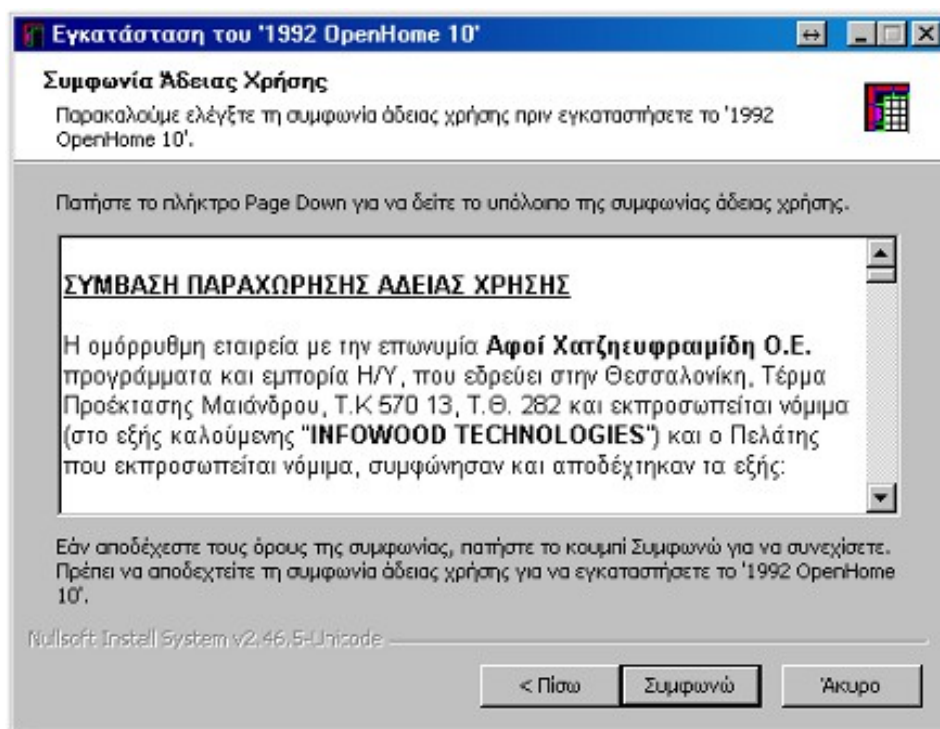 Εγκατάσταση του '1992 OpenHome 10'
Συμφωνία Άδειας Χρήσης
Παρακαλούμε ελέγξτε τη συμφωνία άδειας χρήσης πριν εγκαταστήσετε το '1992
OpenHome 10'.
Πατήστε το πλήκτρο Page Down για να δείτε το υπόλοιπο της συμφωνίας άδειας χρήσης.
ΣΥΜΒΑΣΗ ΠΑΡΑΧΩΡΗΣΗΣ ΑΔΕΙΑΣ ΧΡΗΣΗΣ
Η ομόρρυθμη εταιρεία με την επωνυμία Αφοί Χατζηευφραιμίδη Ο.Ε.
προγράμματα και εμπορία Η/Υ, που εδρεύει στην Θεσσαλονίκη, Τέρμα
Προέκτασης Μαιάνδρου, Τ.Κ 570 13, Τ.Θ. 282 και εκπροσωπείται νόμιμα
(στο εξής καλούμενης "INFOWOOD TECHNOLOGIES") και ο Πελάτης
που εκπροσωπείται νόμιμα, συμφώνησαν και αποδέχτηκαν τα εξής:
Εάν αποδέχεστε τους όρους της συμφωνίας, πατήστε το κουμπί Συμφωνώ για να συνεχίσετε.
Πρέπει να αποδεχτείτε τη συμφωνία άδειας χρήσης για να εγκαταστήσετε το '1992 OpenHome
10'.
Nullsoft Install System v2.46.5-Unicode
< Πίσω Συμφωνώ Άκυρο